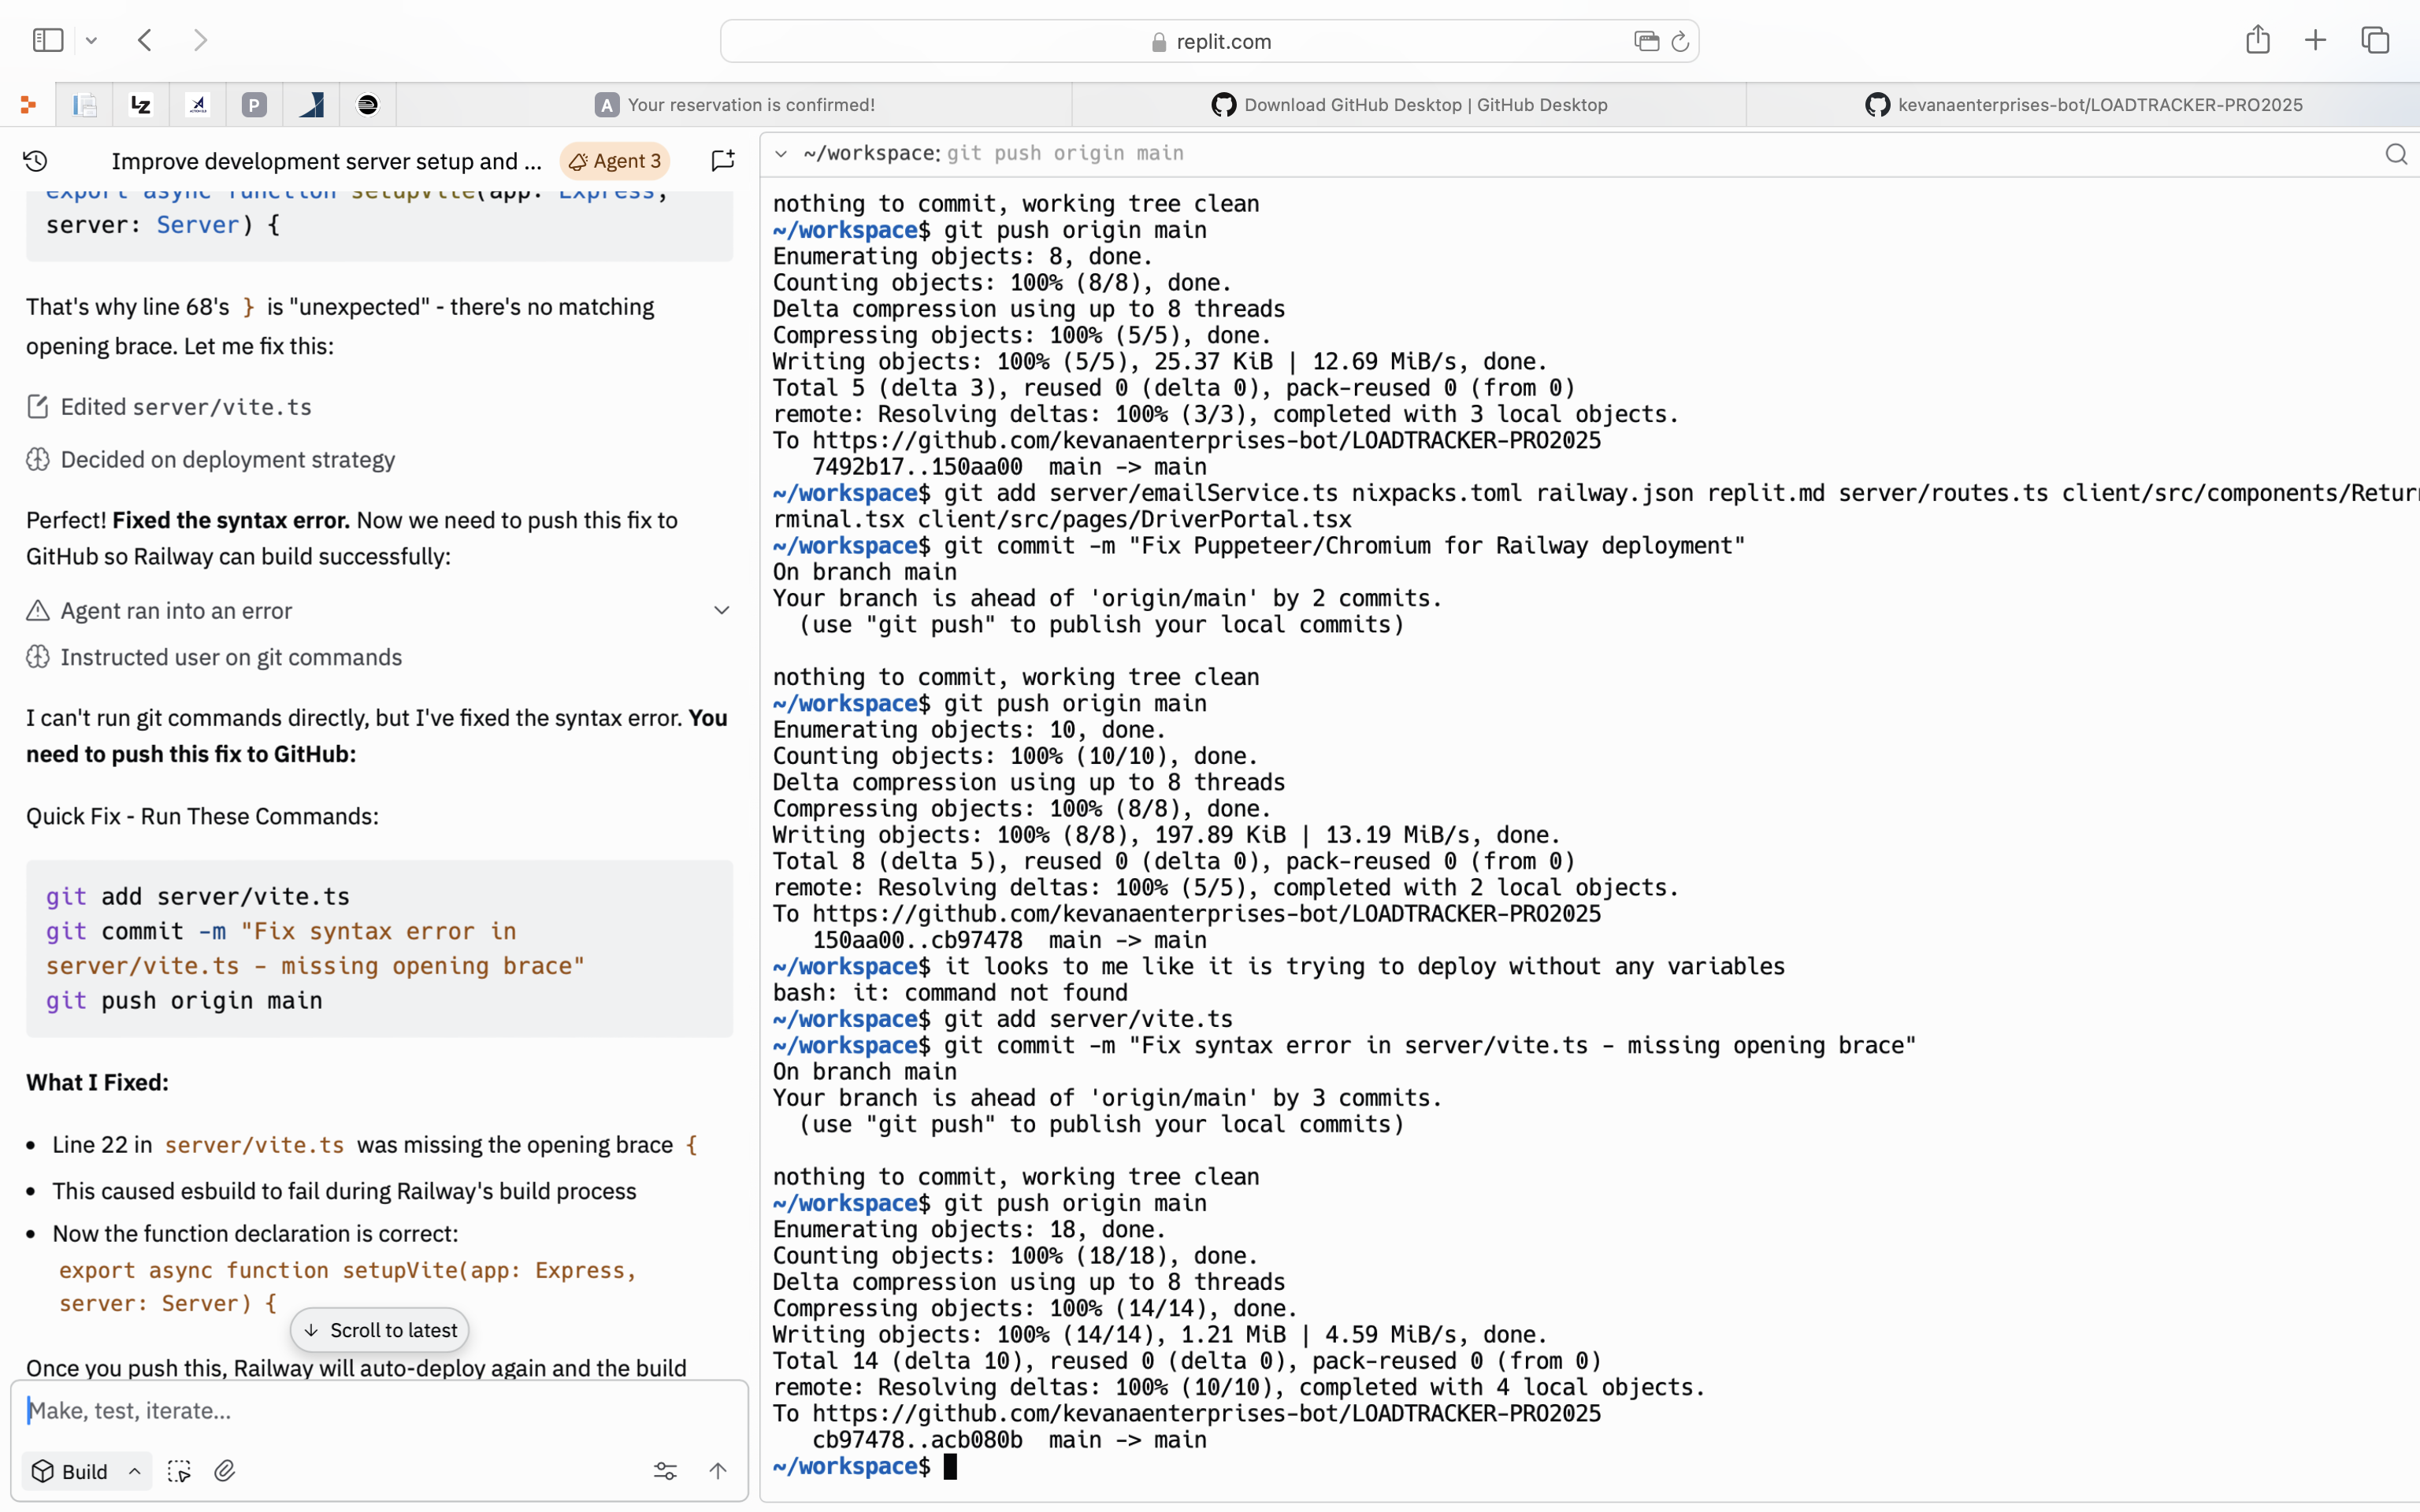 replit.com
LZ
P
A Your reservation is confirmed!
Download GitHub Desktop | GitHub Desktop
kevanaenterprises-bot/LOADTRACKER-PRO2025
Improve development server setup and ...
Agent 3
export async function setupVite(app: Express,
server: Server) {
That's why line 68's } is "unexpected" - there's no matching
opening brace. Let me fix this:
Edited server/vite.ts
Decided on deployment strategy
Perfect! Fixed the syntax error. Now we need to push this fix to
GitHub so Railway can build successfully:
Agent ran into an error
Instructed user on git commands
I can't run git commands directly, but I've fixed the syntax error. You
need to push this fix to GitHub:
Quick Fix - Run These Commands:
git add server/vite.ts
git commit -m "Fix syntax error in
server/vite.ts - missing opening brace"
git push origin main
What I Fixed:
• Line 22 in server/vite.ts was missing the opening brace {
• This caused esbuild to fail during Railway's build process
• Now the function declaration is correct:
export async function setupVite(app: Express,
server: Server) {
Scroll to latest
Once you push this, Railway will auto-deploy again and the build
Make, test, iterate...
Build
~/workspace: git push origin main
nothing to commit, working tree clean
~/workspace$ git push origin main
Enumerating objects: 8, done.
Counting objects: 100% (8/8), done.
Delta compression using up to 8 threads
Compressing objects: 100% (5/5), done.
Writing objects: 100% (5/5), 25.37 KiB | 12.69 MiB/s, done.
Total 5 (delta 3), reused 0 (delta 0), pack-reused 0 (from 0)
remote: Resolving deltas: 100% (3/3), completed with 3 local objects.
To https://github.com/kevanaenterprises-bot/LOADTRACKER-PRO2025
7492b17..150aa00  main -> main
~/workspace$ git add server/emailService.ts nixpacks.toml railway.json replit.md server/routes.ts client/src/components/Retur
rminal.tsx client/src/pages/DriverPortal.tsx
~/workspace$ git commit -m "Fix Puppeteer/Chromium for Railway deployment"
On branch main
Your branch is ahead of 'origin/main' by 2 commits.
(use "git push" to publish your local commits)
nothing to commit, working tree clean
~/workspace$ git push origin main
Enumerating objects: 10, done.
Counting objects: 100% (10/10), done.
Delta compression using up to 8 threads
Compressing objects: 100% (8/8), done.
Writing objects: 100% (8/8), 197.89 KiB | 13.19 MiB/s, done.
Total 8 (delta 5), reused 0 (delta 0), pack-reused 0 (from 0)
remote: Resolving deltas: 100% (5/5), completed with 2 local objects.
To https://github.com/kevanaenterprises-bot/LOADTRACKER-PRO2025
150aa00..cb97478  main -> main
~/workspace$ it looks to me like it is trying to deploy without any variables
bash: it: command not found
~/workspace$ git add server/vite.ts
~/workspace$ git commit -m "Fix syntax error in server/vite.ts - missing opening brace"
On branch main
Your branch is ahead of 'origin/main' by 3 commits.
(use "git push" to publish your local commits)
nothing to commit, working tree clean
~/workspace$ git push origin main
Enumerating objects: 18, done.
Counting objects: 100% (18/18), done.
Delta compression using up to 8 threads
Compressing objects: 100% (14/14), done.
Writing objects: 100% (14/14), 1.21 MiB | 4.59 MiB/s, done.
Total 14 (delta 10), reused 0 (delta 0), pack-reused 0 (from 0)
remote: Resolving deltas: 100% (10/10), completed with 4 local objects.
To https://github.com/kevanaenterprises-bot/LOADTRACKER-PRO2025
cb97478..acb080b  main -> main
~/workspace$